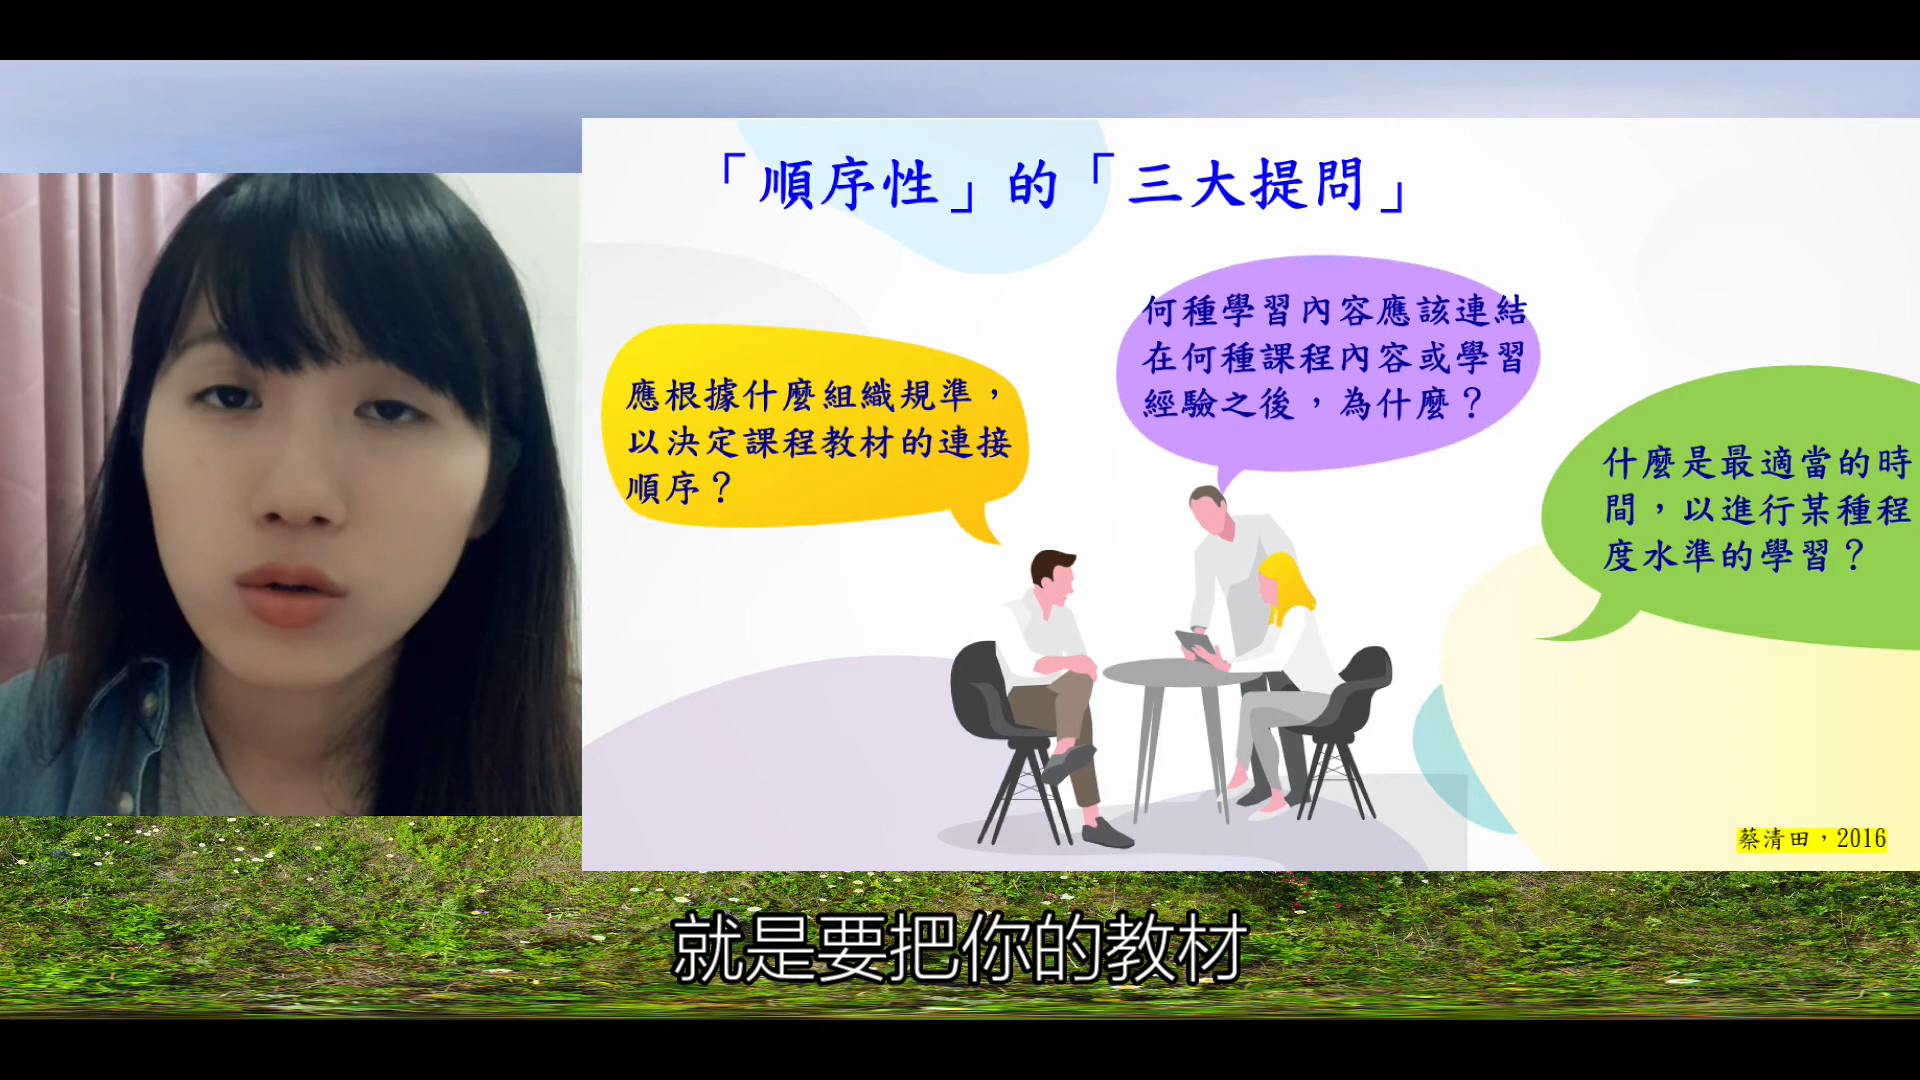 「順序性」的「三大提問」
應根據什麼組織規準，
以決定課程教材的連接
順序？
何種學習內容應該連結
在何種課程內容或學習
經驗之後，為什麼？
什麼是最適當的時
間，以進行某種程
度水準的學習？
蔡清田，2016
就是要把你的教材